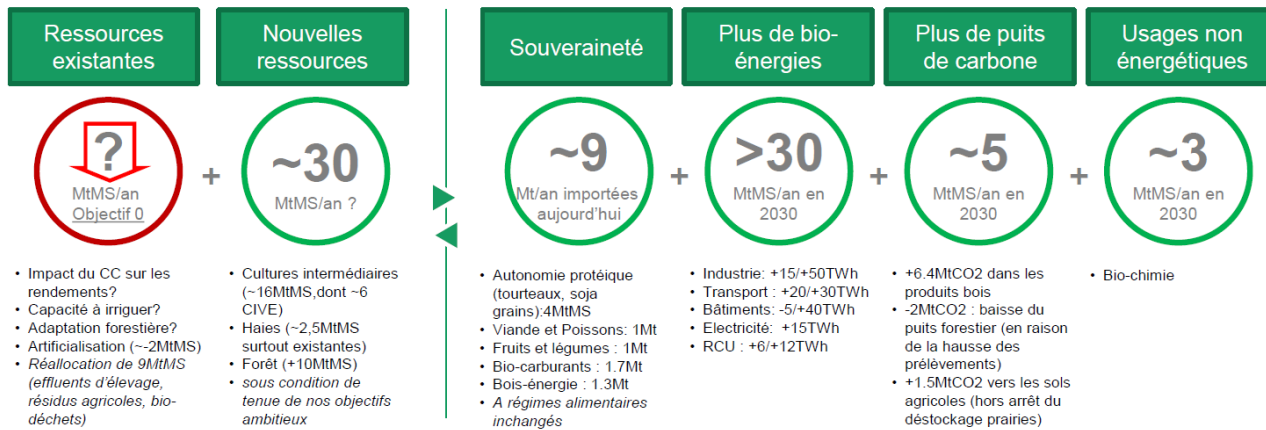 Ressources
existantes
?
MtMS/an
Objectif 0
• Impact du CC sur les
rendements?
• Capacité à irriguer?
• Adaptation forestière?
• Artificialisation (~-2MtMS)
• Réallocation de 9MtMS
(effluents d'élevage,
résidus agricoles, bio-
déchets)
+
Nouvelles
ressources
~30
MtMS/an ?
• Cultures intermédiaires
(~16MtMS,dont ~6
CIVE)
• Haies (~2,5MtMS
surtout existantes)
• Forêt (+10MtMS)
• sous condition de
tenue de nos objectifs
ambitieux
Souveraineté
~9
Mt/an importées
aujourd'hui
• Autonomie protéique
(tourteaux, soja
grains):4MtMS
• Viande et Poissons: 1Mt
• Fruits et légumes : 1Mt
• Bio-carburants : 1.7Mt
• Bois-énergie : 1.3Mt
• A régimes alimentaires
inchangés
+
Plus de bio-
énergies
>30
MtMS/an en
2030
• Industrie: +15/+50TWh
• Transport : +20/+30TWh
• Bâtiments: -5/+40TWh
• Electricité: +15TWh
• RCU : +6/+12TWh
+
Plus de puits
de carbone
~5
MtMS/an en
2030
• +6.4MtCO2 dans les
produits bois
• -2MtCO2 : baisse du
puits forestier (en raison
de la hausse des
prélèvements)
• +1.5MtCO2 vers les sols
agricoles (hors arrêt du
déstockage prairies)
+
Usages non
énergétiques
~3
MtMS/an en
2030
• Bio-chimie